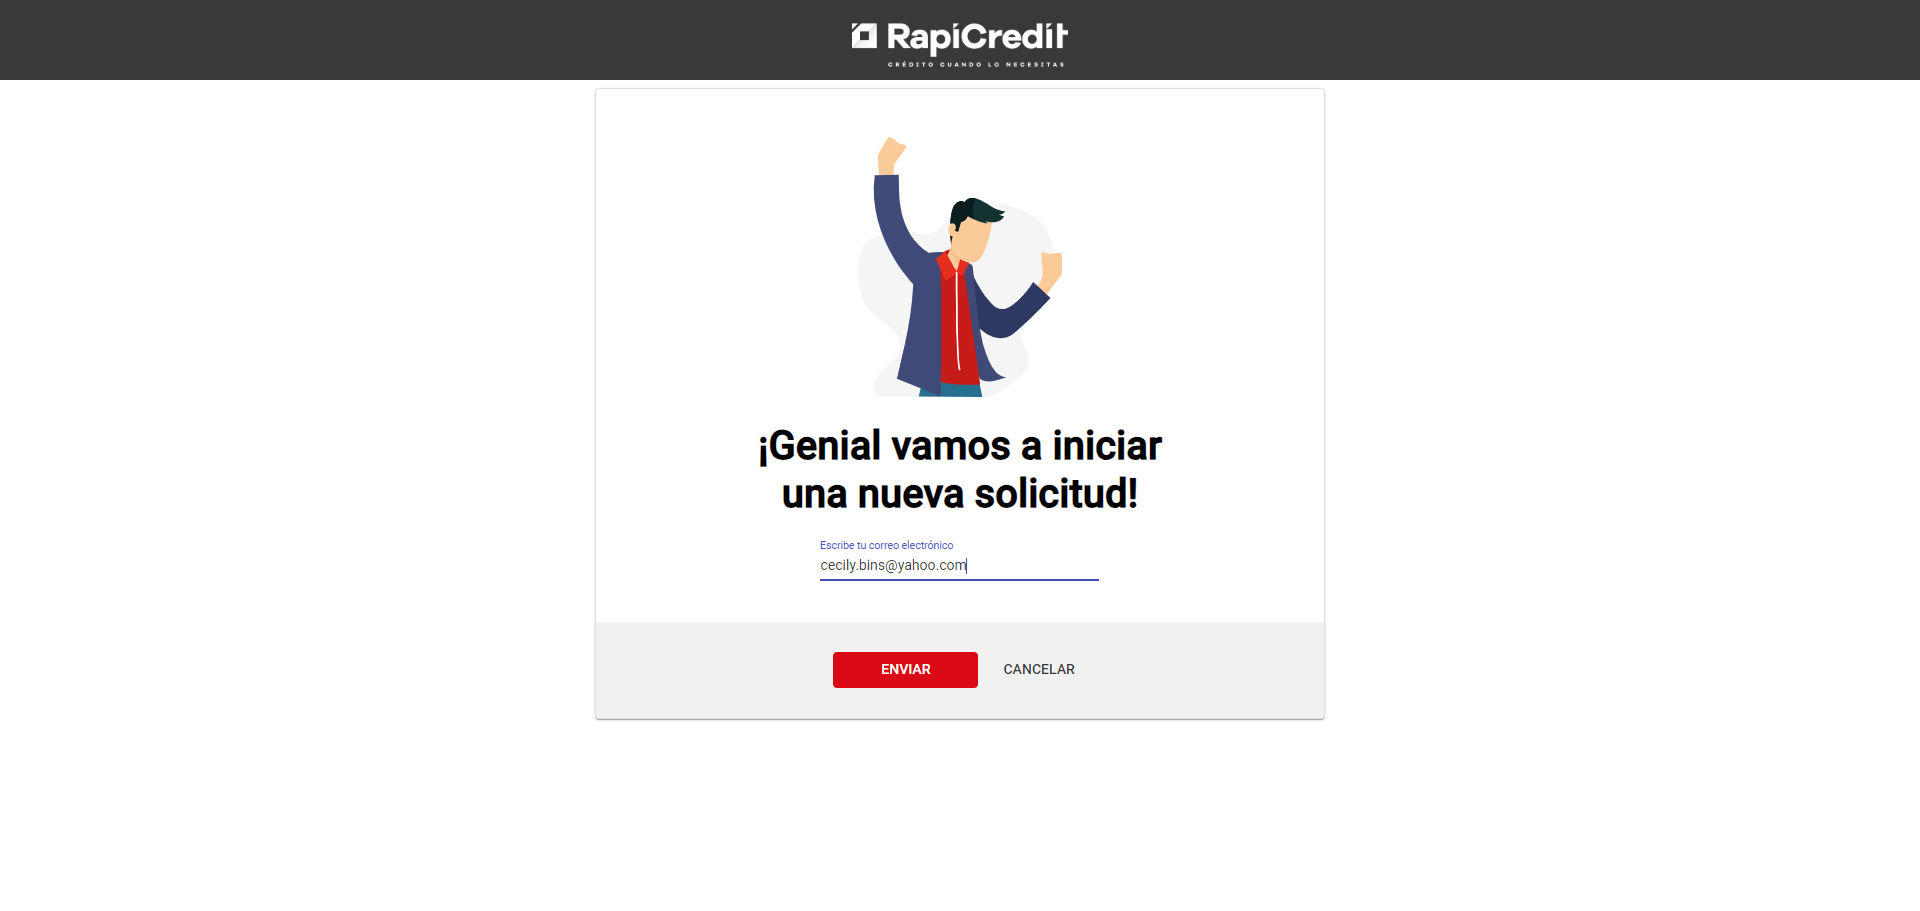 RapiCredit
CRÉDITO CUANDO LO NECESITAS
¡Genial vamos a iniciar
una nueva solicitud!
Escribe tu correo electrónico
cecily.bins@yahoo.com
ENVIAR CANCELAR